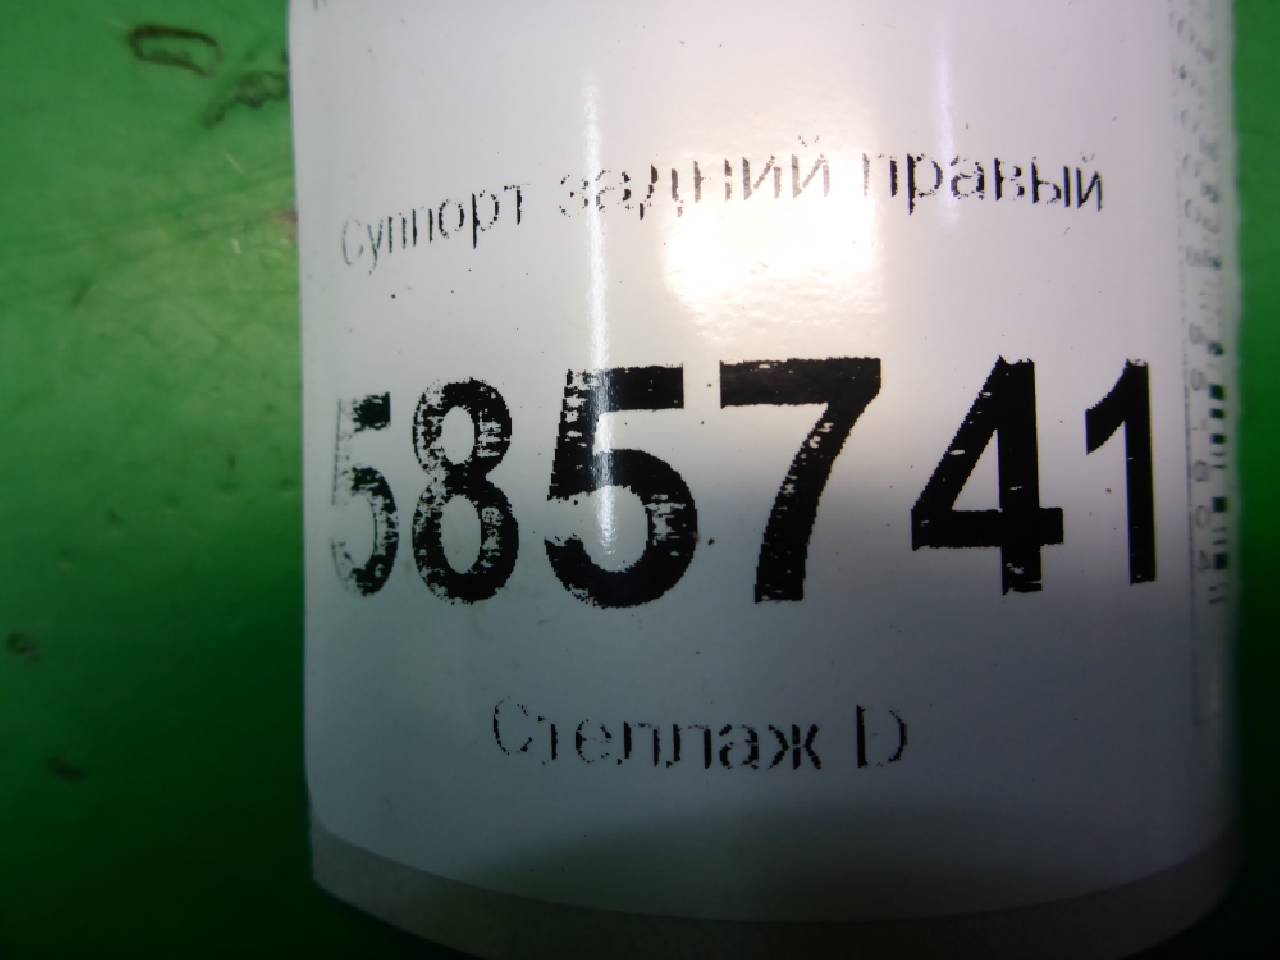 Суппорт задний правый
585741
Стеллаж D